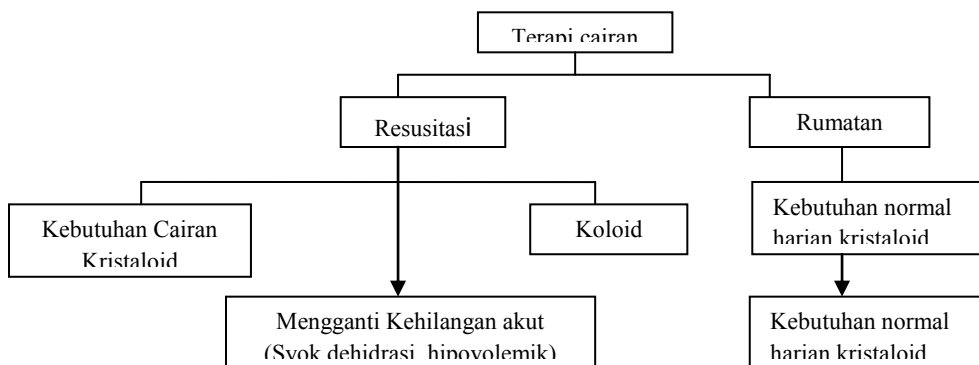 Terapi cairan
Resusitasi
Rumatan
Kebutuhan Cairan
Kristaloid
Koloid
Kebutuhan normal
harian kristaloid
Mengganti Kehilangan akut
(Syok dehidrasi hipovolemik)
Kebutuhan normal
harian kristaloid